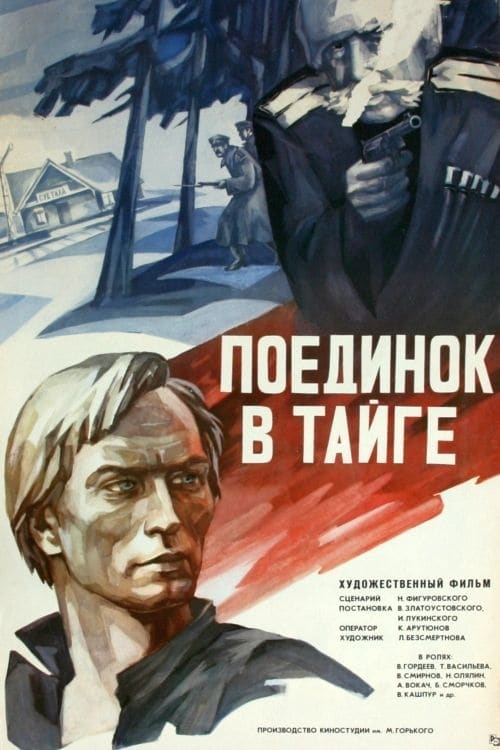 СУЕТИХА
ПОЕДИНОК
В ТАЙГЕ
ХУДОЖЕСТВЕННЫЙ ФИЛЬМ
СЦЕНАРИЙ Н. ФИГУРОВСКОГО
ПОСТАНОВКА В. ЗЛАТОУСТОВСКОГО,
И. ЛУКИНСКОГО
ОПЕРАТОР К. АРУТЮНОВ
ХУДОЖНИК Л. БЕЗСМЕРТНОВА
В РОЛЯХ:
В. ГОРДЕЕВ, Т. ВАСИЛЬЕВА,
В. СМИРНОВ, Н. ОЛЯЛИН,
А. ВОКАЧ, Б. СМОРЧКОВ,
В. КАШПУР и др.
ПРОИЗВОДСТВО КИНОСТУДИИ им. М. ГОРЬКОГО